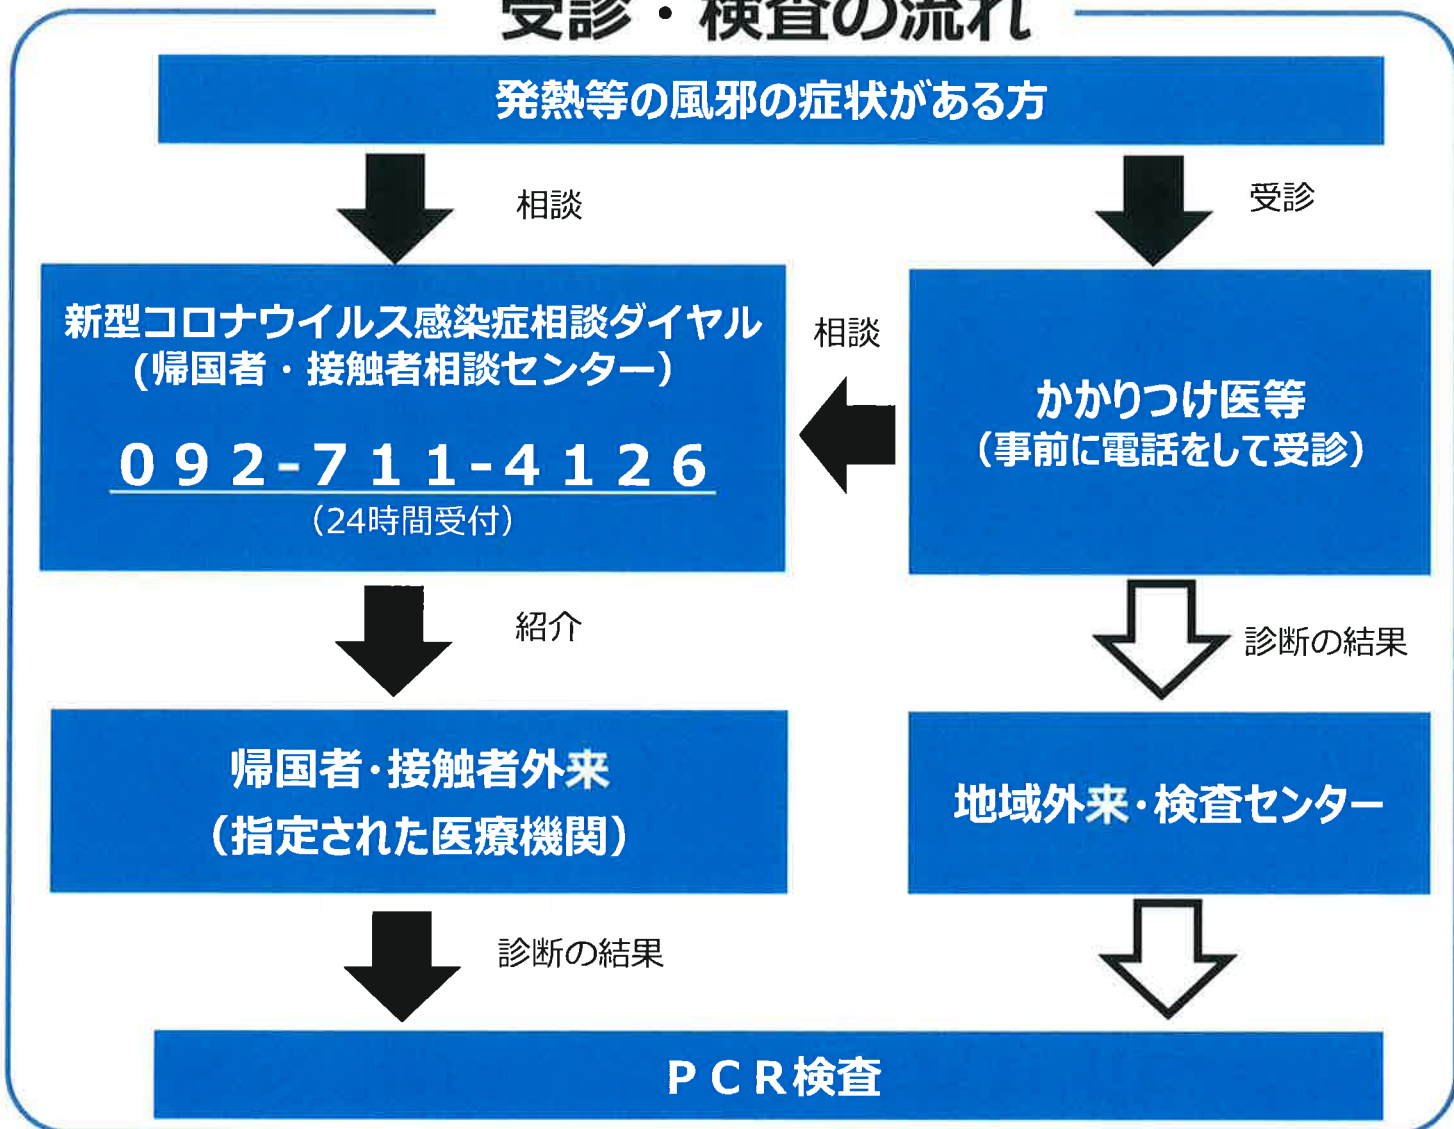 受診・検査の流れ
発熱等の風邪の症状がある方
相談
受診
新型コロナウイルス感染症相談ダイヤル
(帰国者・接触者相談センター）
０９２-７１１-４１２６
（24時間受付）
相談
かかりつけ医等
（事前に電話をして受診）
紹介
診断の結果
帰国者・接触者外来
（指定された医療機関）
地域外来・検査センター
診断の結果
ＰＣＲ検査